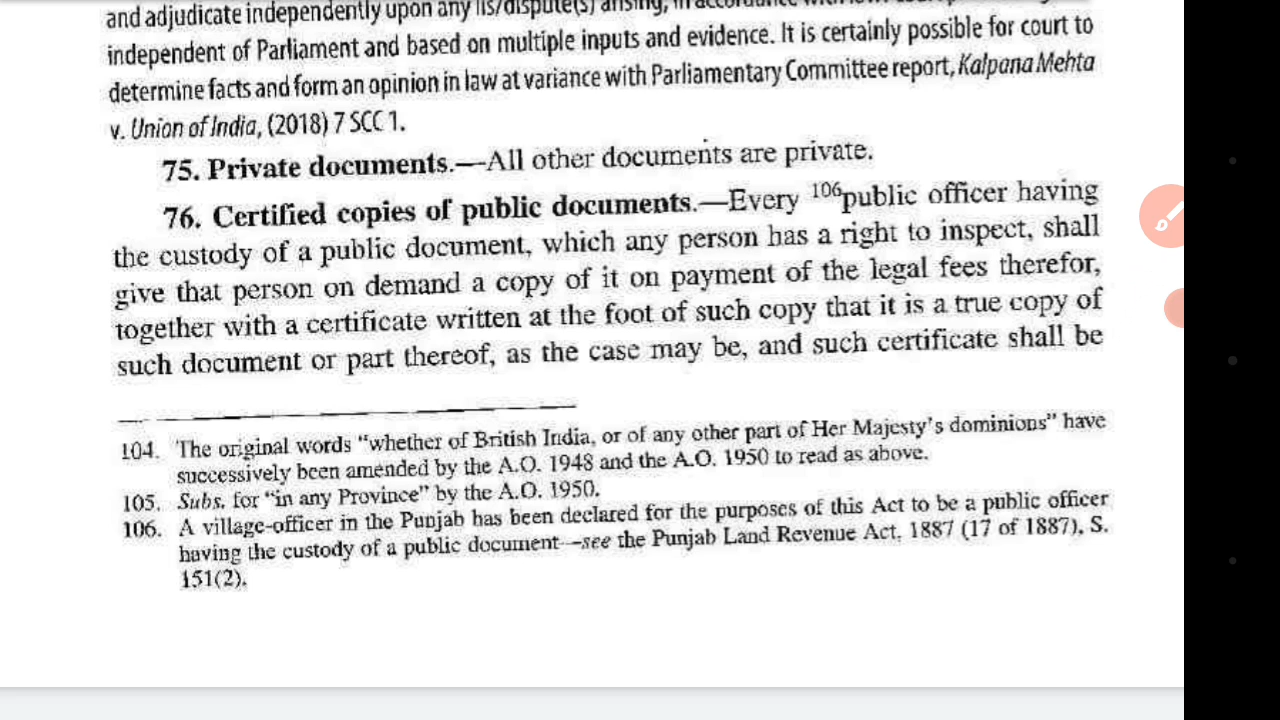 and adjudicate independently upon any lis/dispute(s) arising, in accordance with
independent of Parliament and based on multiple inputs and evidence. It is certainly possible for court to
determine facts and form an opinion in law at variance with Parliamentary Committee report, Kalpana Mehta
v. Union of India, (2018) 7 SCC 1.
75. Private documents.—All other documents are private.
76. Certified copies of public documents.—Every 106public officer having
the custody of a public document, which any person has a right to inspect, shall
give that person on demand a copy of it on payment of the legal fees therefor,
together with a certificate written at the foot of such copy that it is a true copy of
such document or part thereof, as the case may be, and such certificate shall be
104. The original words “whether of British India, or of any other part of Her Majesty's dominions” have
successively been amended by the A.O. 1948 and the A.O. 1950 to read as above.
105. Subs. for “in any Province” by the A.O. 1950.
106. A village-officer in the Punjab has been declared for the purposes of this Act to be a public officer
having the custody of a public document—see the Punjab Land Revenue Act, 1887 (17 of 1887), S.
151(2).